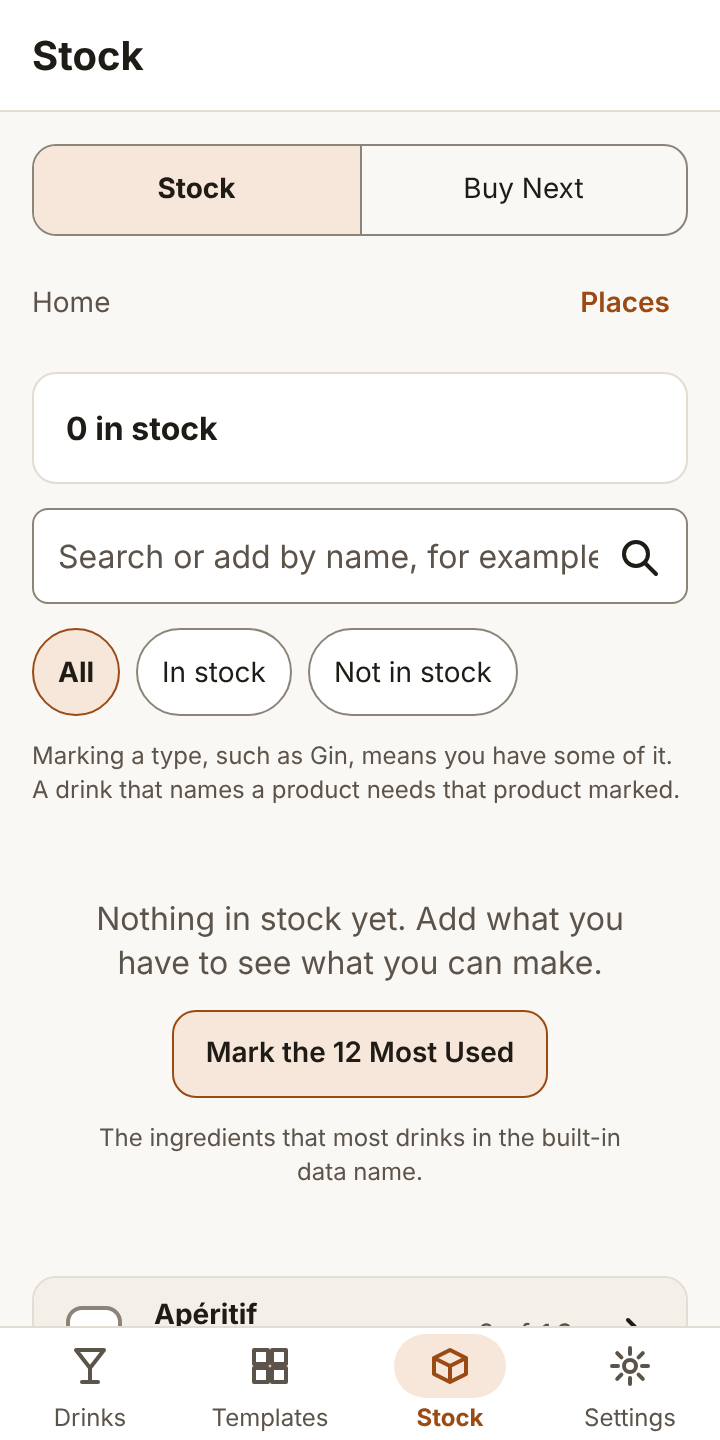 Stock
Stock
Buy Next
Home
Places
0 in stock
Search or add by name, for example
All
In stock
Not in stock
Marking a type, such as Gin, means you have some of it.
A drink that names a product needs that product marked.
Nothing in stock yet. Add what you
have to see what you can make.
Mark the 12 Most Used
The ingredients that most drinks in the built-in
data name.
Apéritif
Drinks
Templates
Stock
Settings